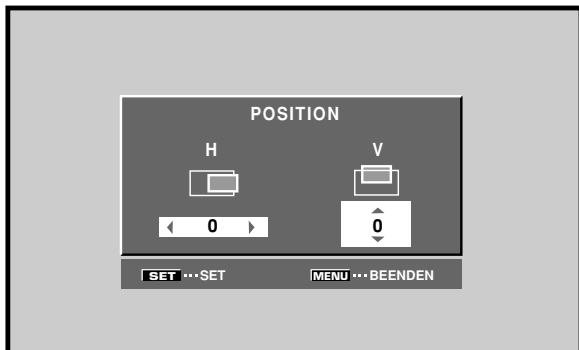 POSITION
H V
0 0
SET ··· SET MENU ··· BEENDEN